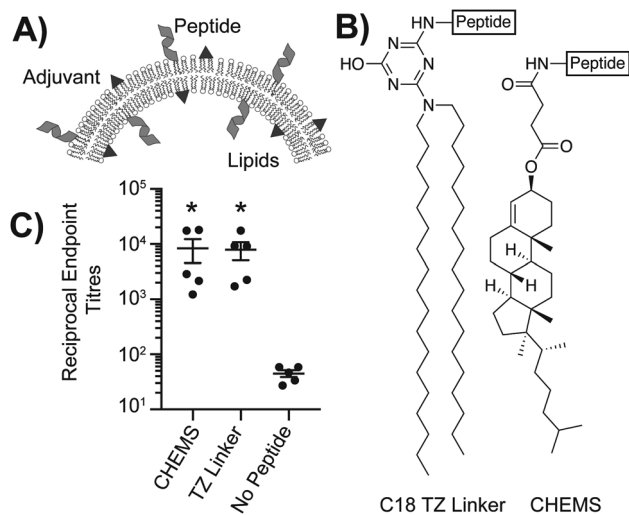 A)
Peptide
Adjuvant
Lipids
B)
HN
Peptide
N
N
HO
N
N
HN
Peptide
O
O
O
H
H
H
C18 TZ Linker
CHEMS
C)
Reciprocal Endpoint
Titres
10⁵
10⁴
10³
10²
10¹
*
*
CHEMS
TZ Linker
No Peptide